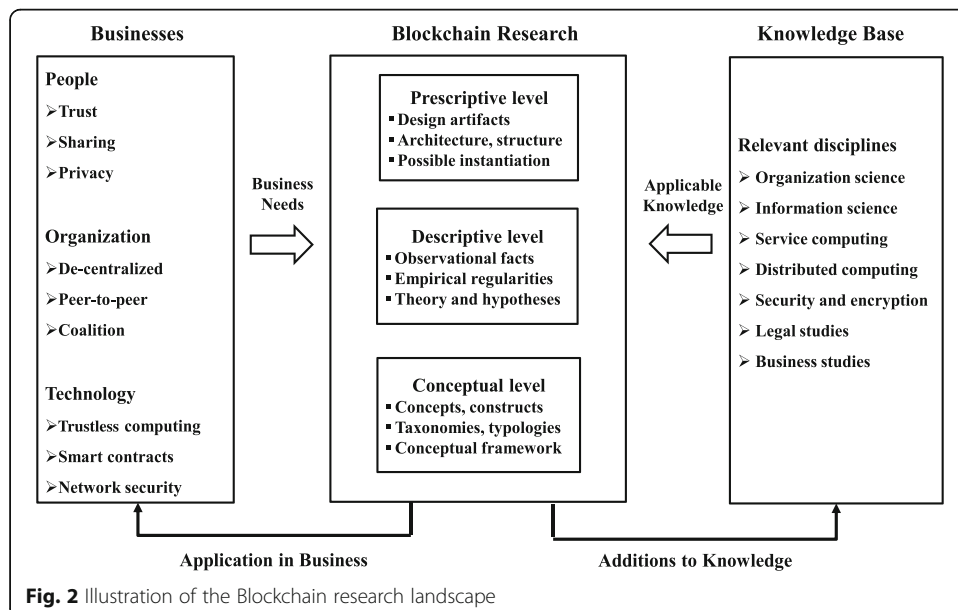 Businesses
People
➢Trust
➢Sharing
➢Privacy
Organization
➢De-centralized
➢Peer-to-peer
➢Coalition
Technology
➢Trustless computing
➢Smart contracts
➢Network security
Business
Needs
Blockchain Research
Prescriptive level
▪ Design artifacts
▪ Architecture, structure
▪ Possible instantiation
Descriptive level
▪ Observational facts
▪ Empirical regularities
▪ Theory and hypotheses
Conceptual level
▪ Concepts, constructs
▪ Taxonomies, typologies
▪ Conceptual framework
Applicable
Knowledge
Knowledge Base
Relevant disciplines
➢ Organization science
➢ Information science
➢ Service computing
➢ Distributed computing
➢ Security and encryption
➢ Legal studies
➢ Business studies
Application in Business
Additions to Knowledge
Fig. 2 Illustration of the Blockchain research landscape